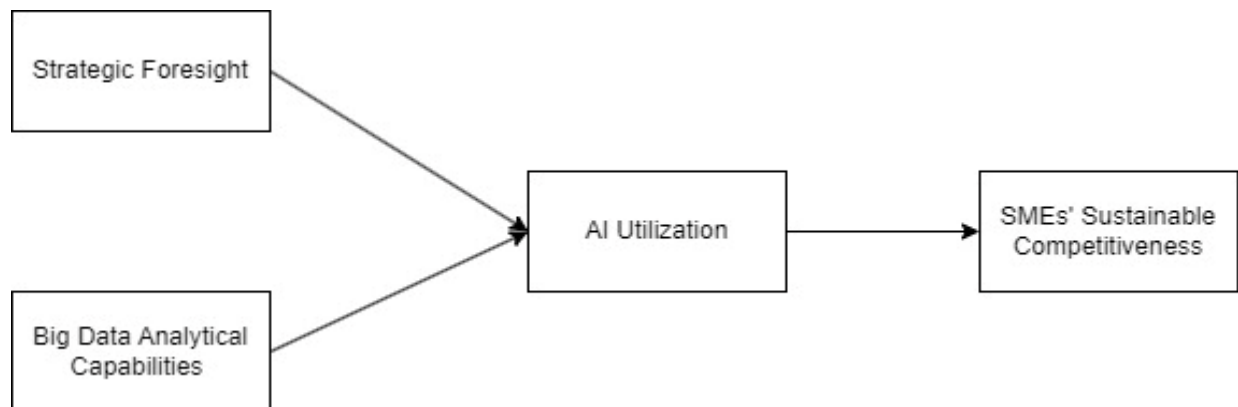 Strategic Foresight
AI Utilization
SMEs' Sustainable
Competitiveness
Big Data Analytical
Capabilities